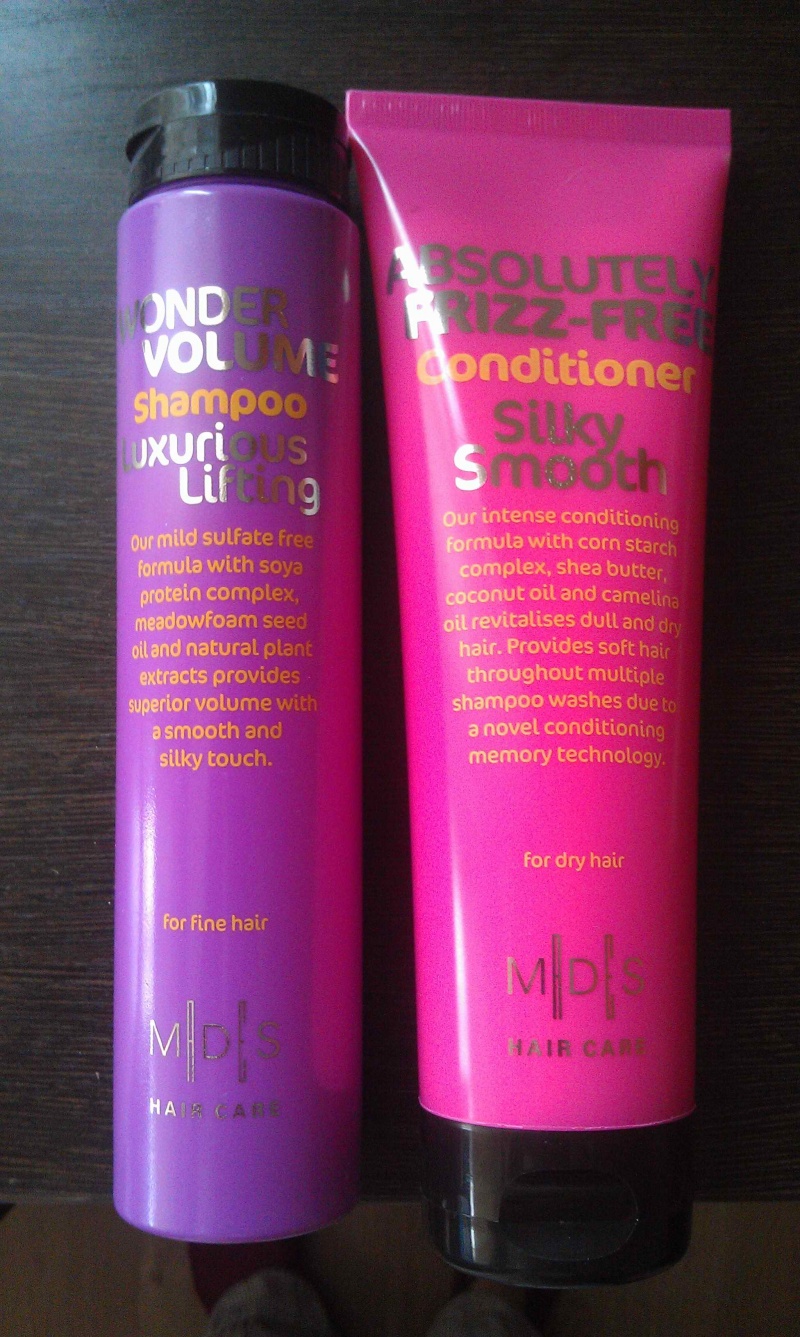 WONDER
VOLUME
Shampoo
Luxurious
Lifting
Our mild sulfate free
formula with soya
protein complex,
meadowfoam seed
oil and natural plant
extracts provides
superior volume with
a smooth and
silky touch.
for fine hair
M|D|S
HAIR CARE
ABSOLUTELY
FRIZZ-FREE
Conditioner
Silky
Smooth
Our intense conditioning
formula with corn starch
complex, shea butter,
coconut oil and camelina
oil revitalises dull and dry
hair. Provides soft hair
throughout multiple
shampoo washes due to
a novel conditioning
memory technology.
for dry hair
M|D|S
HAIR CARE